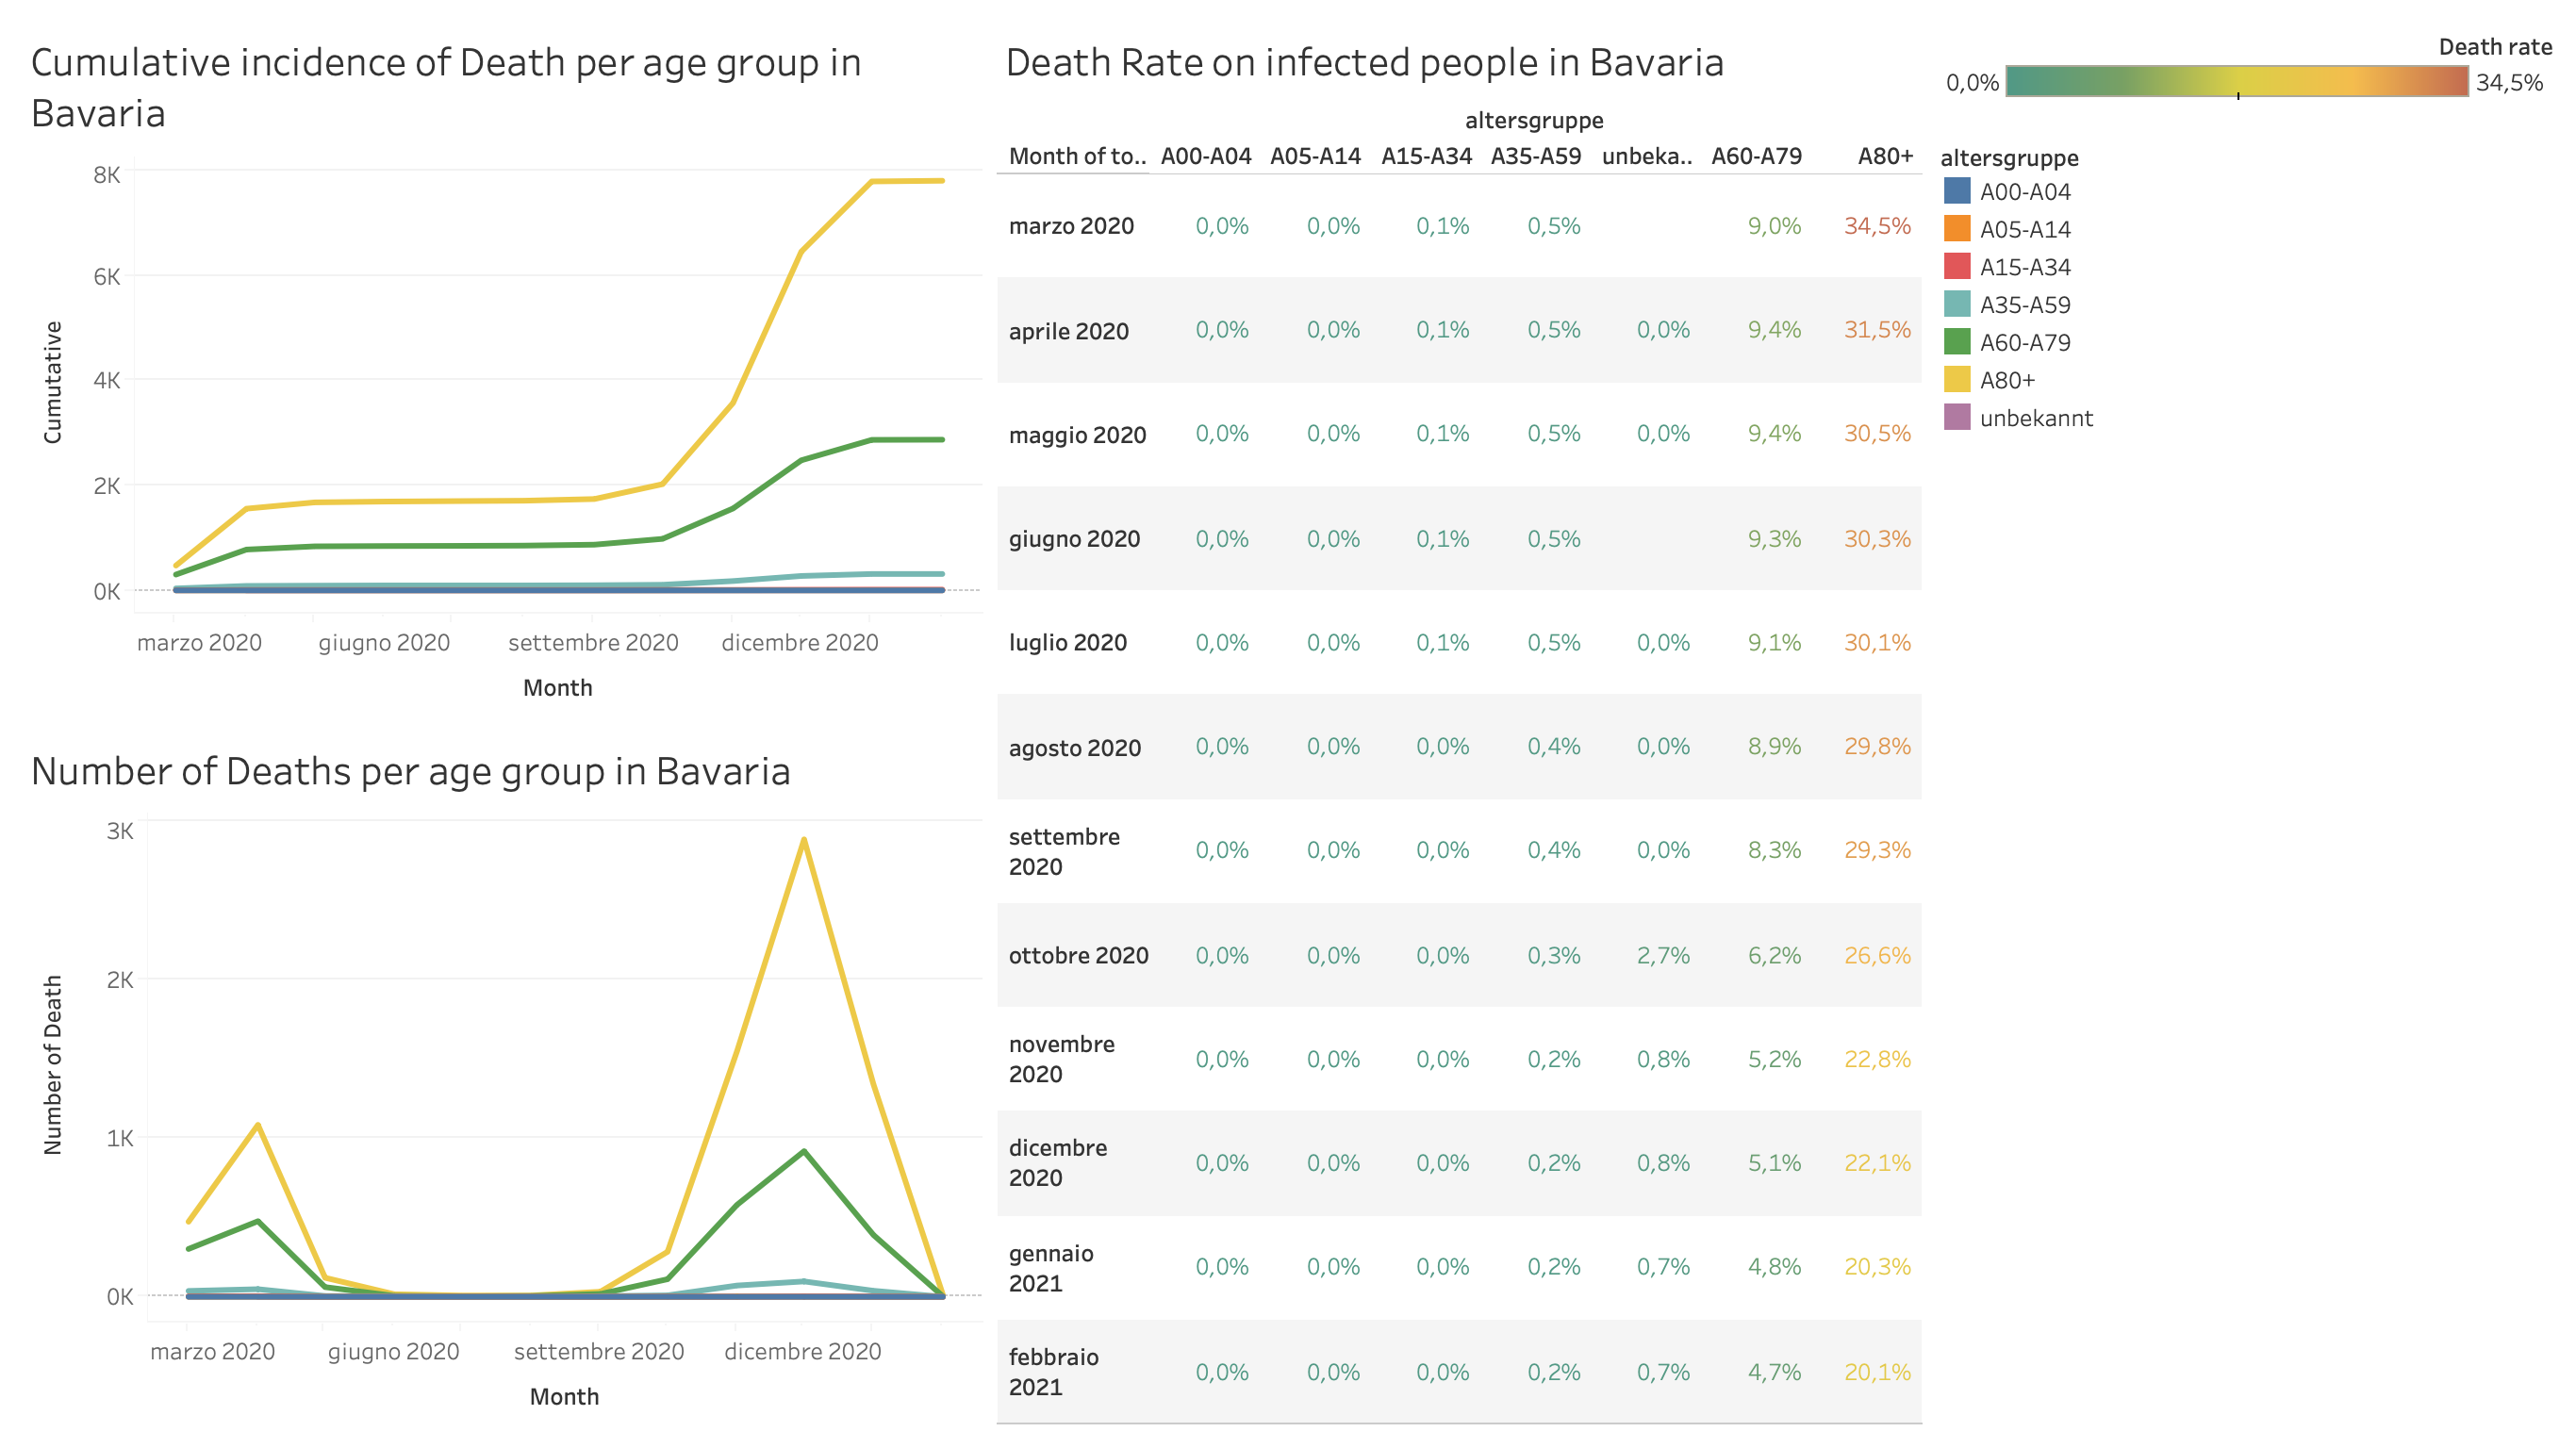 Cumulative incidence of Death per age group in
Bavaria
8K
6K
4K
2K
0K
Cumutative
marzo 2020 giugno 2020 settembre 2020 dicembre 2020
Month
Number of Deaths per age group in Bavaria
3K
2K
1K
0K
Number of Death
marzo 2020 giugno 2020 settembre 2020 dicembre 2020
Month
Death Rate on infected people in Bavaria
altersgruppe
Month of to.. A00-A04 A05-A14 A15-A34 A35-A59 unbeka.. A60-A79 A80+
marzo 2020 0,0% 0,0% 0,1% 0,5% 9,0% 34,5%
aprile 2020 0,0% 0,0% 0,1% 0,5% 0,0% 9,4% 31,5%
maggio 2020 0,0% 0,0% 0,1% 0,5% 0,0% 9,4% 30,5%
giugno 2020 0,0% 0,0% 0,1% 0,5% 9,3% 30,3%
luglio 2020 0,0% 0,0% 0,1% 0,5% 0,0% 9,1% 30,1%
agosto 2020 0,0% 0,0% 0,0% 0,4% 0,0% 8,9% 29,8%
settembre
2020 0,0% 0,0% 0,0% 0,4% 0,0% 8,3% 29,3%
ottobre 2020 0,0% 0,0% 0,0% 0,3% 2,7% 6,2% 26,6%
novembre
2020 0,0% 0,0% 0,0% 0,2% 0,8% 5,2% 22,8%
dicembre
2020 0,0% 0,0% 0,0% 0,2% 0,8% 5,1% 22,1%
gennaio
2021 0,0% 0,0% 0,0% 0,2% 0,7% 4,8% 20,3%
febbraio
2021 0,0% 0,0% 0,0% 0,2% 0,7% 4,7% 20,1%
Death rate
0,0% 34,5%
altersgruppe
A00-A04
A05-A14
A15-A34
A35-A59
A60-A79
A80+
unbekannt